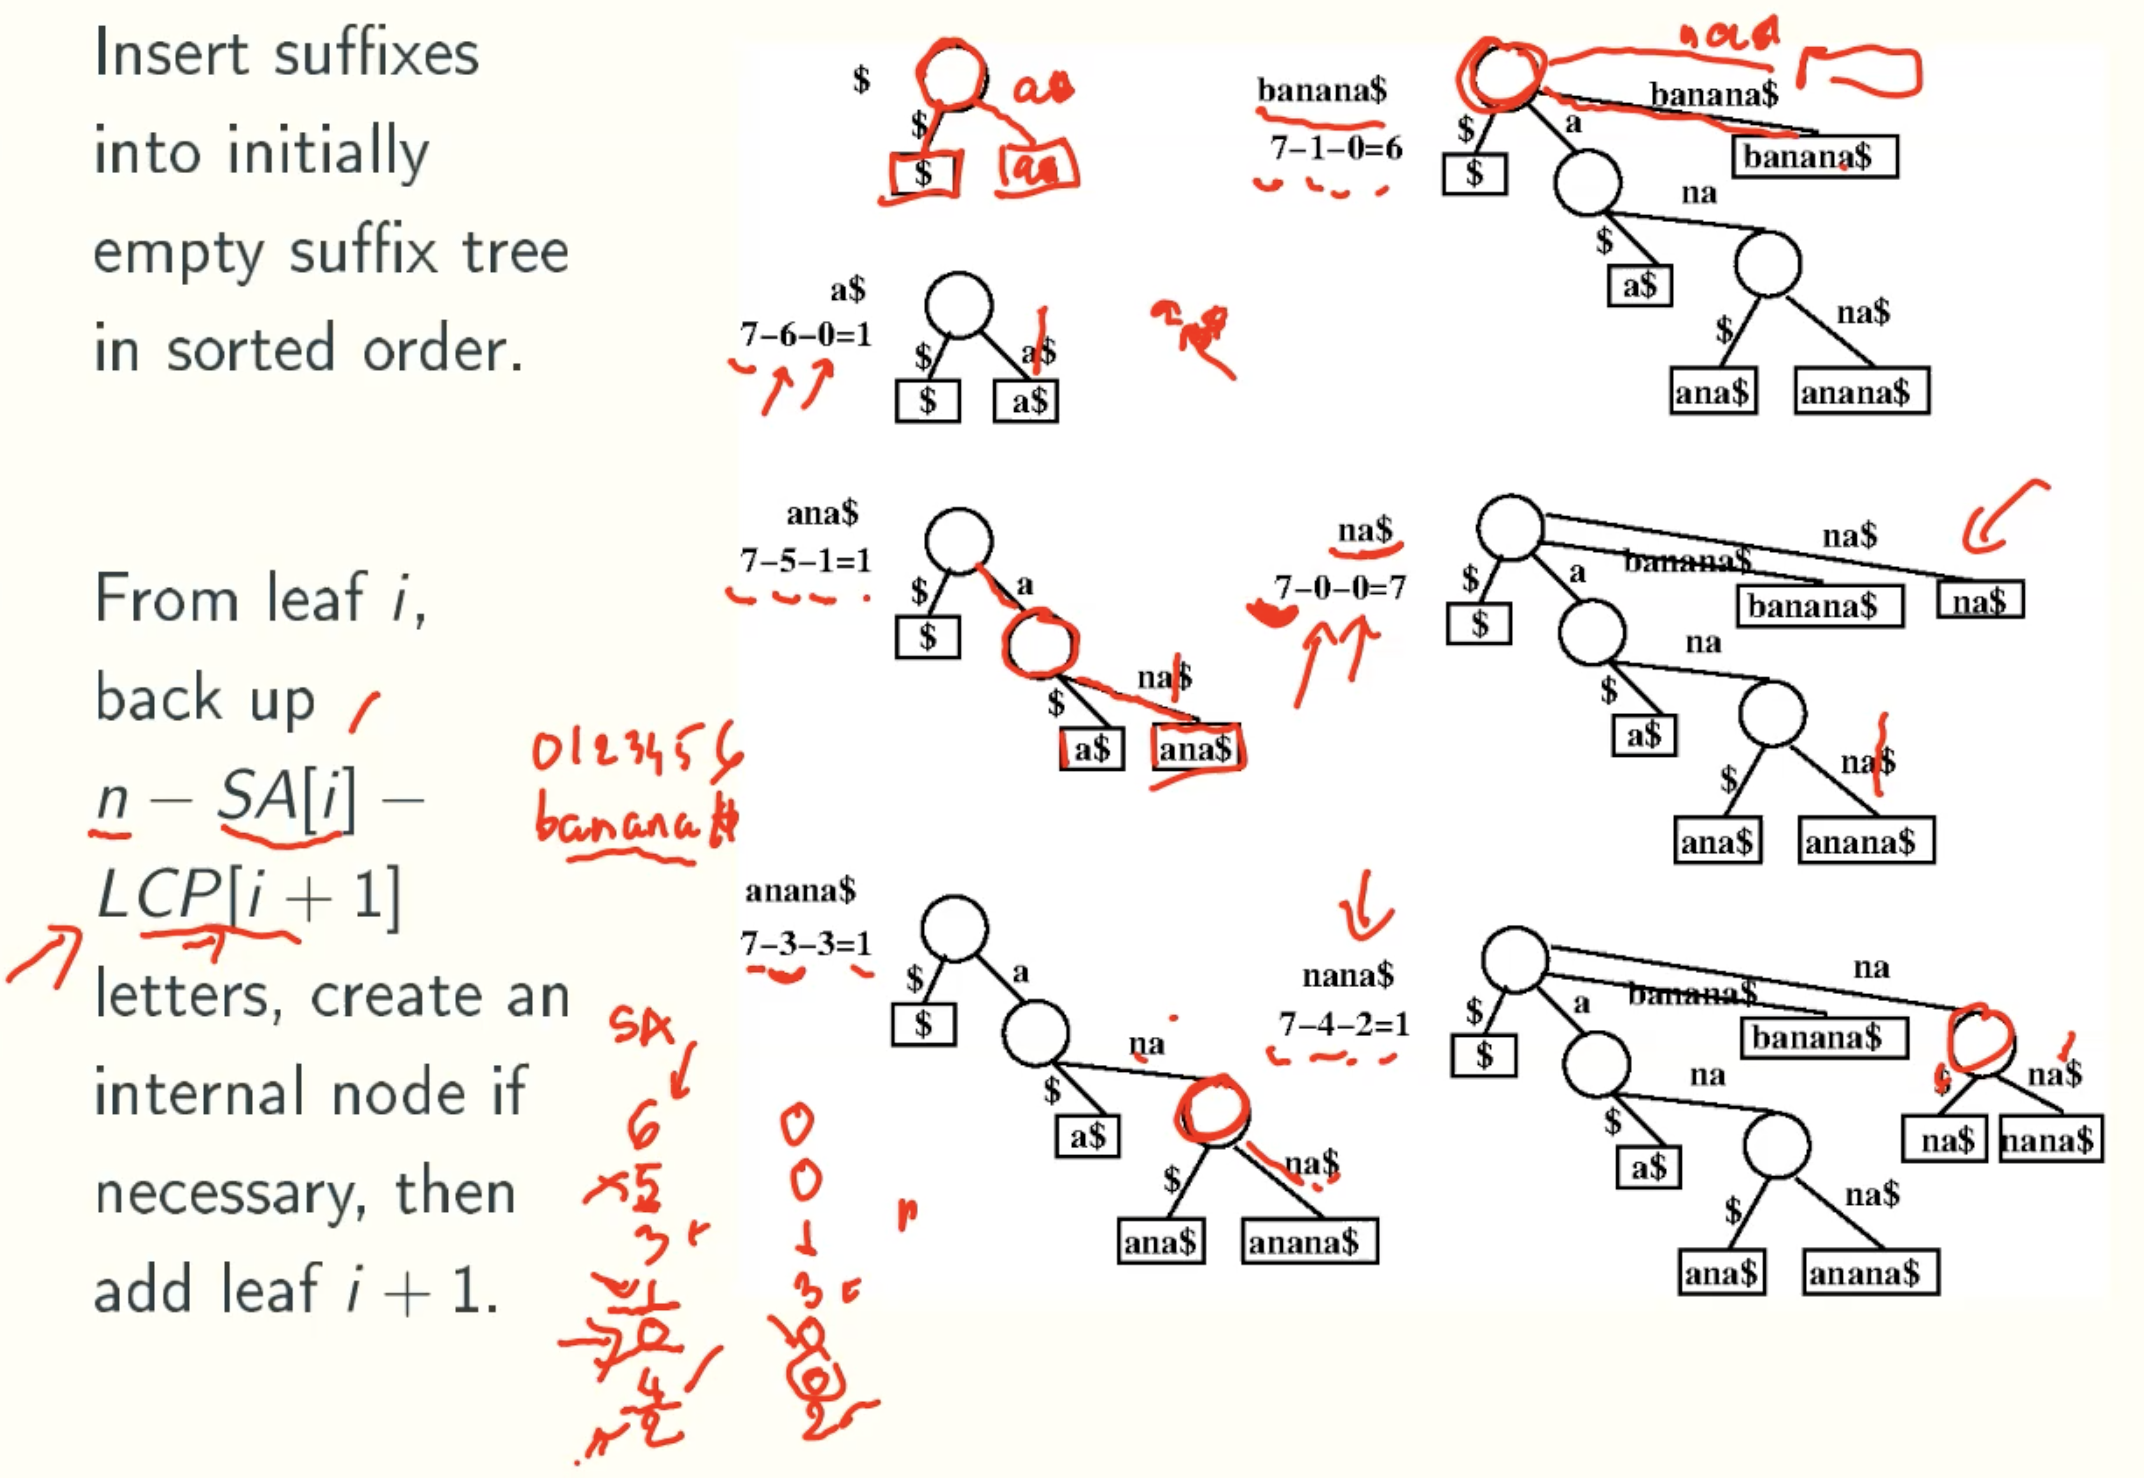 Insert suffixes
into initially
empty suffix tree
in sorted order.
From leaf i,
back up
n − SA[i] −
LCP[i + 1]
letters, create an
internal node if
necessary, then
add leaf i + 1.
0123456
banana
SA
6 0
5 0
3 1
1 3
0 0
4 0
2 2
$
$
$
a
a$
7−6−0=1
$
a$
$
a$
ana$
7−5−1=1
$
a
$
$
na$
a$
ana$
anana$
7−3−3=1
$
a
$
$
na
a$
$
na$
ana$
anana$
banana$
7−1−0=6
$
a
banana$
$
banana$
na
$
a$
$
na$
ana$
anana$
na$
7−0−0=7
$
a
banana$
na$
$
banana$
na$
na
$
a$
$
na$
ana$
anana$
nana$
7−4−2=1
$
a
banana$
na
$
banana$
$
na$
na$
nana$
na
$
a$
$
na$
ana$
anana$